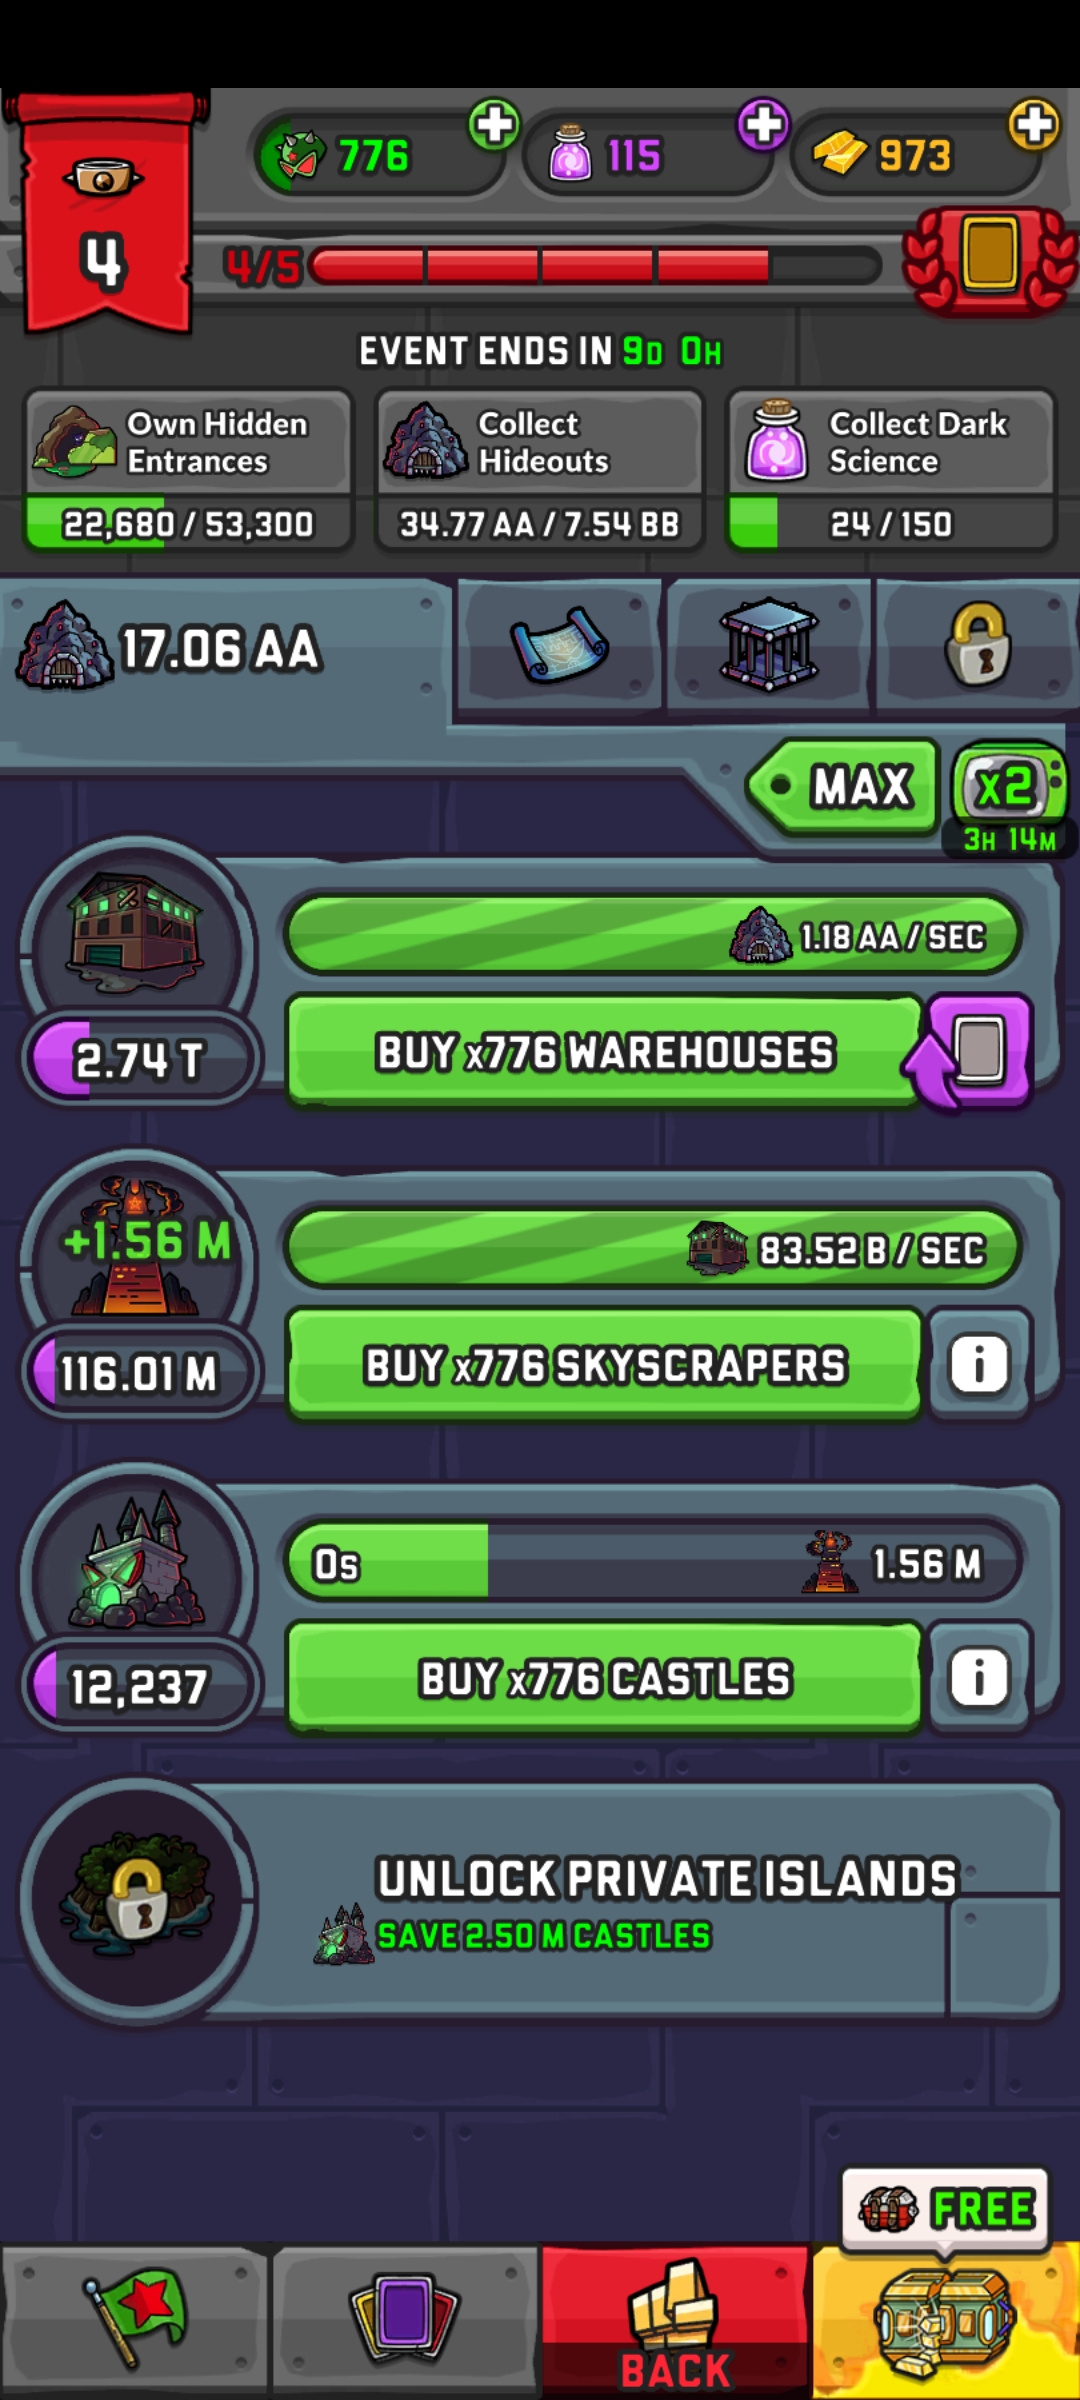 776
115
973
4
4/5
EVENT ENDS IN 9D 0H
Own Hidden
Entrances
22,680 / 53,300
Collect
Hideouts
34.77 AA / 7.54 BB
Collect Dark
Science
24 / 150
17.06 AA
MAX
x2
3H 14M
1.18 AA / SEC
2.74 T
BUY x776 WAREHOUSES
+1.56 M
83.52 B / SEC
116.01 M
BUY x776 SKYSCRAPERS
i
0s
1.56 M
12,237
BUY x776 CASTLES
i
UNLOCK PRIVATE ISLANDS
SAVE 2.50 M CASTLES
FREE
BACK